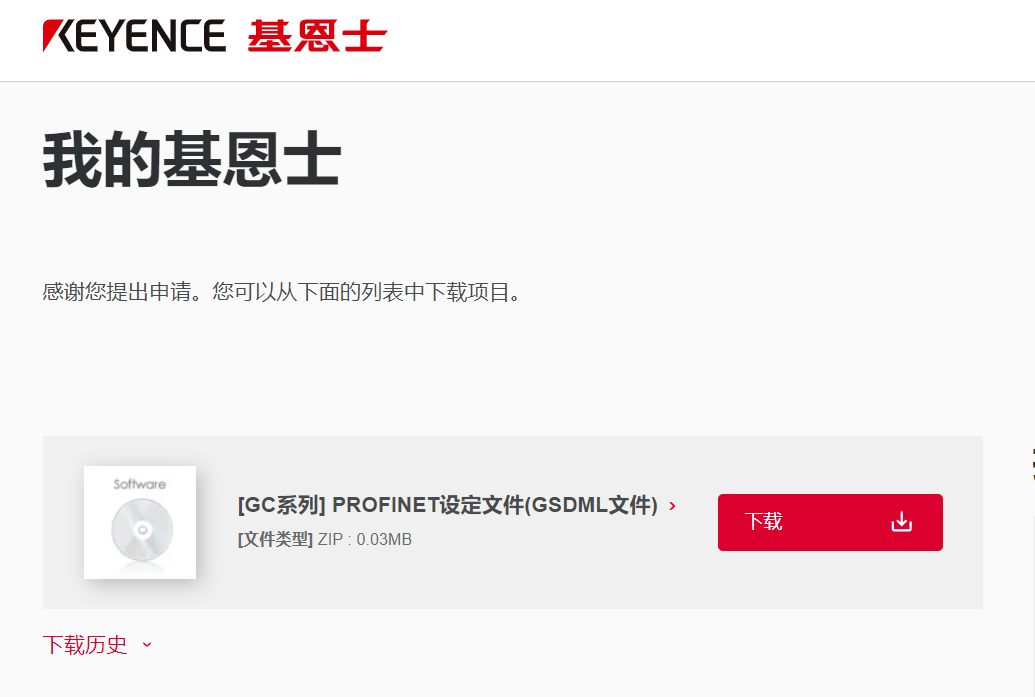 KEYENCE 基恩士
我的基恩士
感谢您提出申请。您可以从下面的列表中下载项目。
Software
[GC系列] PROFINET设定文件(GSDML文件) ›
[文件类型] ZIP : 0.03MB
下载
下载历史